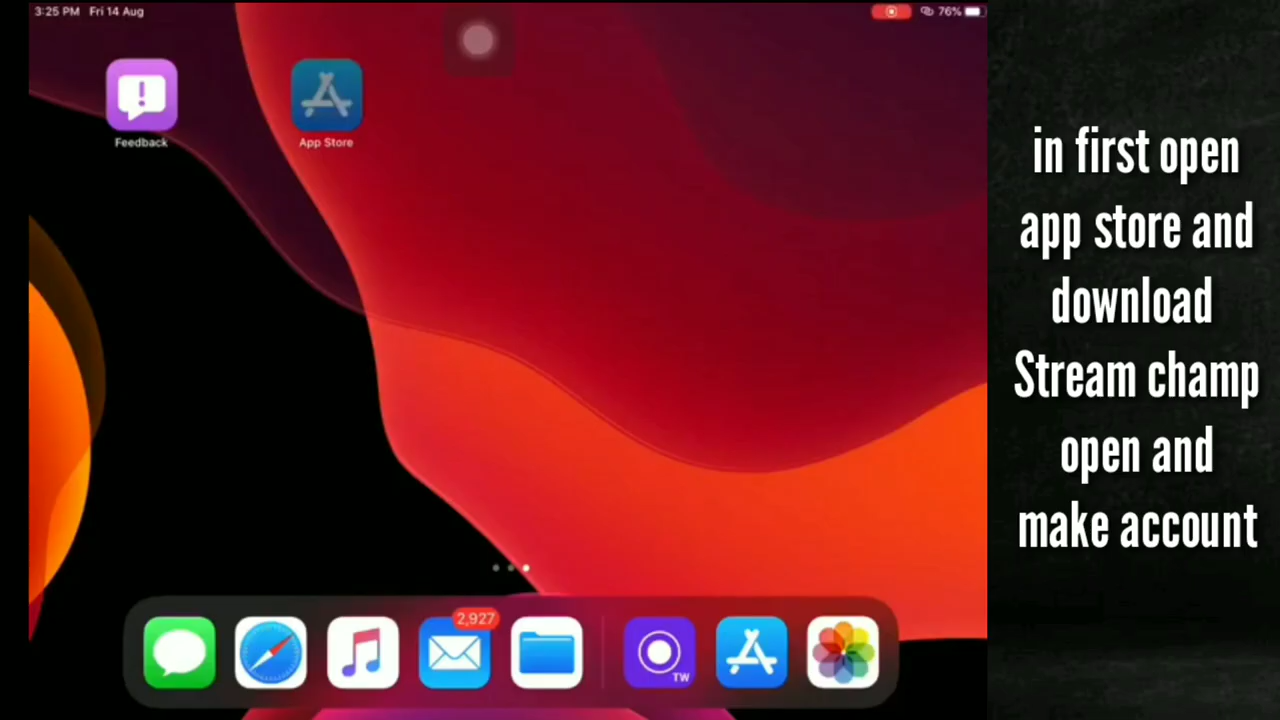 3:25 PM Fri 14 Aug
76%
Feedback
App Store
2,927
TW
in first open
app store and
download
Stream champ
open and
make account